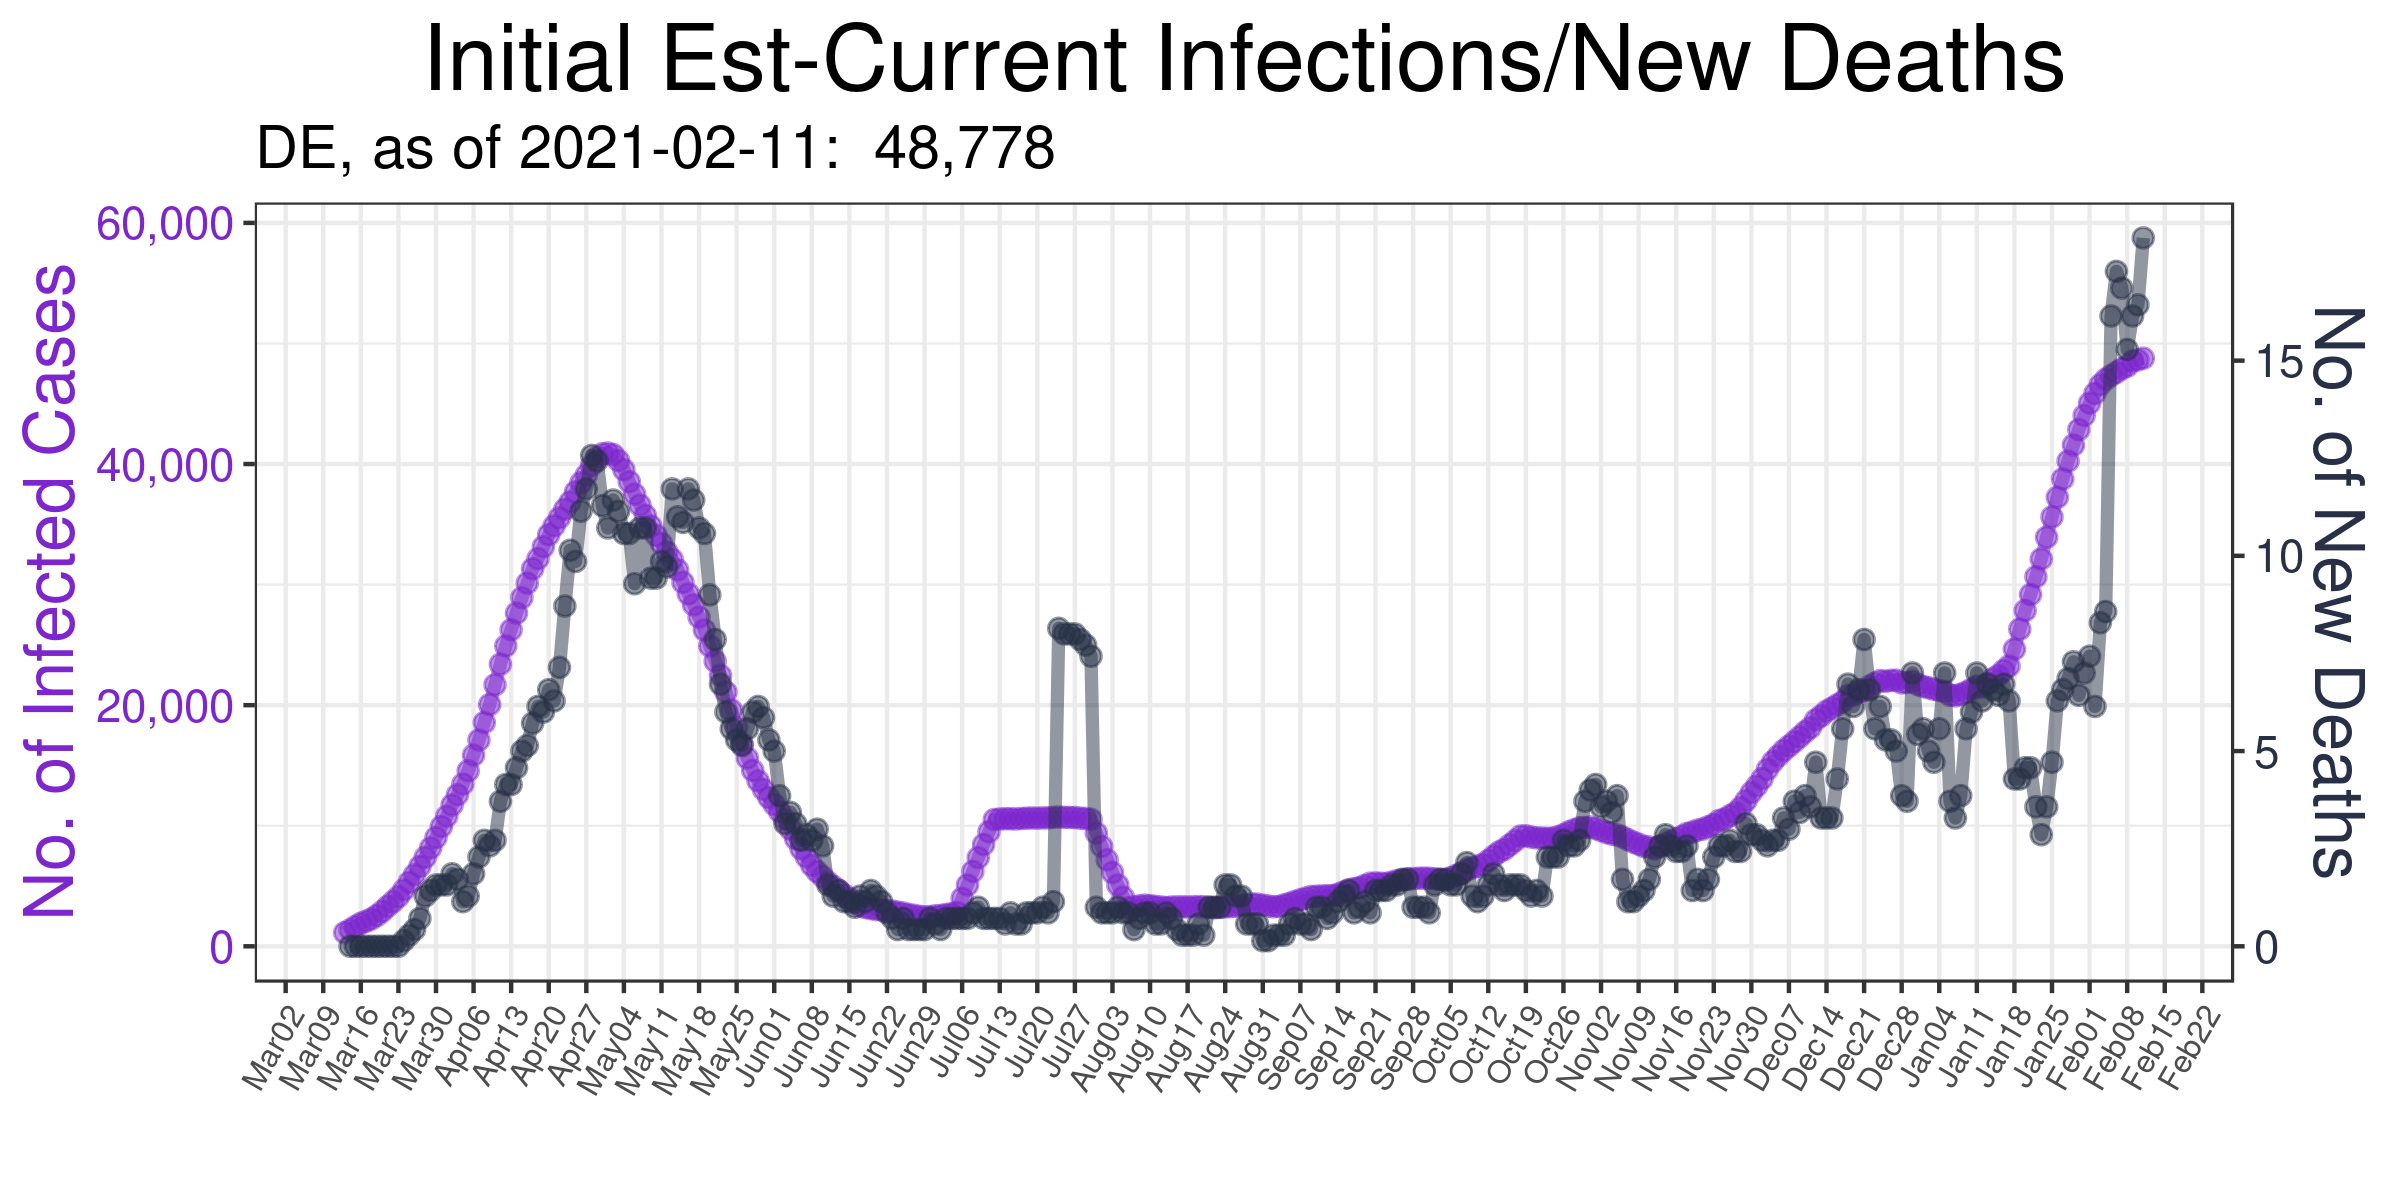 Initial Est-Current Infections/New Deaths
DE, as of 2021-02-11:  48,778
No. of Infected Cases
60,000
40,000
20,000
0
15
10
5
0
No. of New Deaths
Mar02
Mar09
Mar16
Mar23
Mar30
Apr06
Apr13
Apr20
Apr27
May04
May11
May18
May25
Jun01
Jun08
Jun15
Jun22
Jun29
Jul06
Jul13
Jul20
Jul27
Aug03
Aug10
Aug17
Aug24
Aug31
Sep07
Sep14
Sep21
Sep28
Oct05
Oct12
Oct19
Oct26
Nov02
Nov09
Nov16
Nov23
Nov30
Dec07
Dec14
Dec21
Dec28
Jan04
Jan11
Jan18
Jan25
Feb01
Feb08
Feb15
Feb22